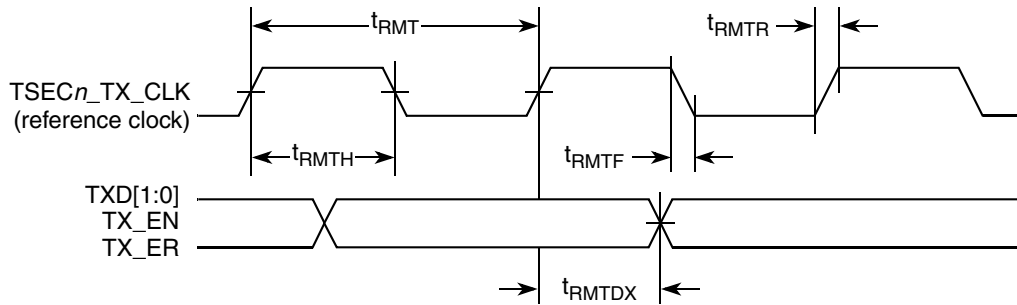 tRMT
tRMTR
TSECn_TX_CLK
(reference clock)
tRMTH
tRMTF
TXD[1:0]
TX_EN
TX_ER
tRMTDX